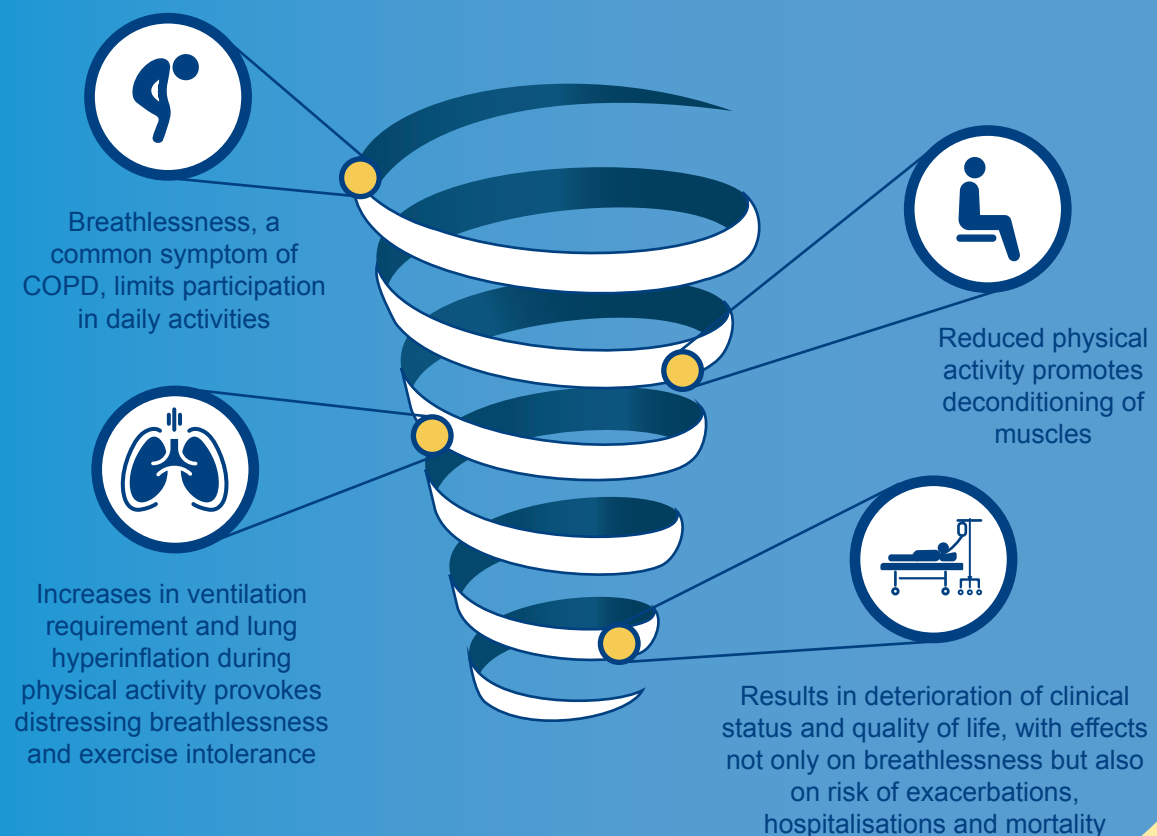 Breathlessness, a
common symptom of
COPD, limits participation
in daily activities
Reduced physical
activity promotes
deconditioning of
muscles
Increases in ventilation
requirement and lung
hyperinflation during
physical activity provokes
distressing breathlessness
and exercise intolerance
Results in deterioration of clinical
status and quality of life, with effects
not only on breathlessness but also
on risk of exacerbations,
hospitalisations and mortality